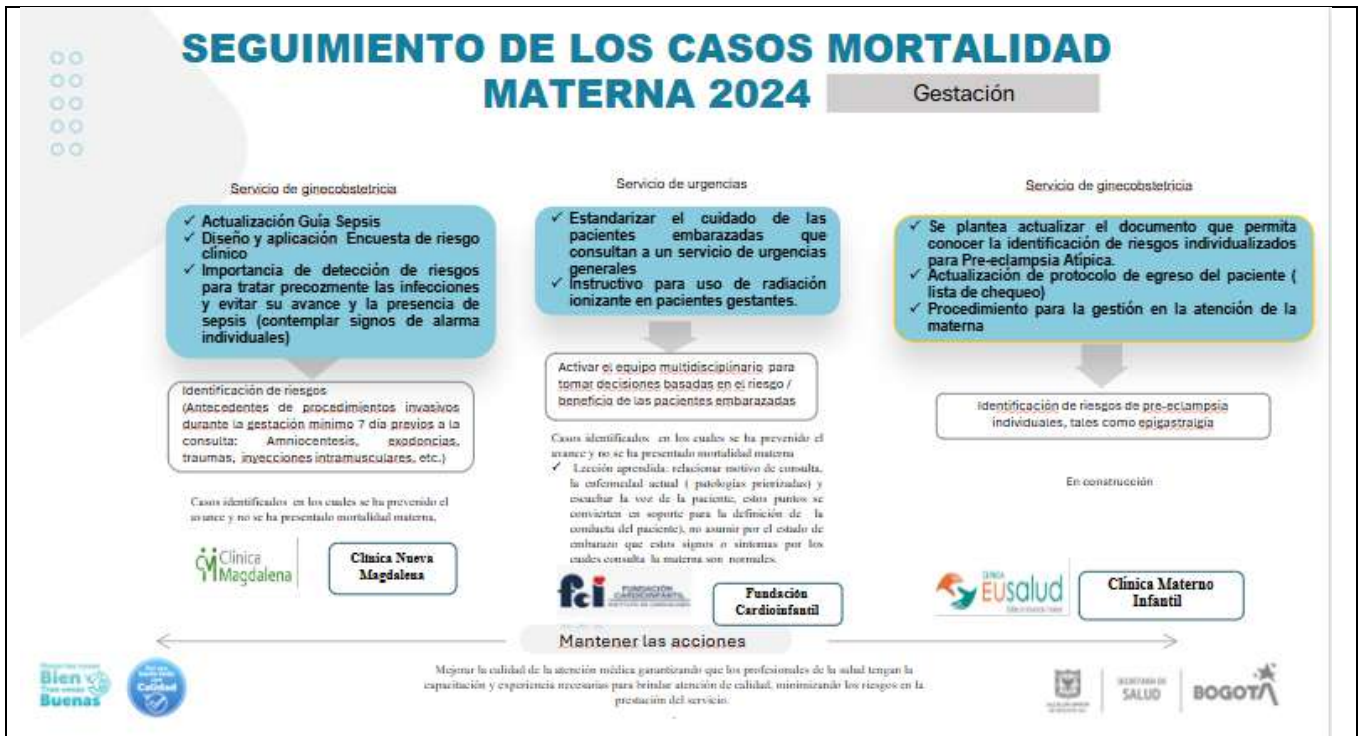 SEGUIMIENTO DE LOS CASOS MORTALIDAD
MATERNA 2024
Gestación
Servicio de ginecobstetricia
✓ Actualización Guía Sepsis
✓ Diseño y aplicación Encuesta de riesgo
clínico
✓ Importancia de detección de riesgos
para tratar precozmente las infecciones
y evitar su avance y la presencia de
sepsis (contemplar signos de alarma
individuales)
Identificación de riesgos
(Antecedentes de procedimientos invasivos
durante la gestación mínimo 7 día previos a la
consulta: Amniocentesis, exodoncias,
traumas, inyecciones intramusculares, etc.)
Casos identificados en los cuales se ha prevenido el
avance y no se ha presentado mortalidad materna,
Clínica
Magdalena
Clínica Nueva
Magdalena
Servicio de urgencias
✓ Estandarizar el cuidado de las
pacientes embarazadas que
consultan a un servicio de urgencias
generales
✓ Instructivo para uso de radiación
ionizante en pacientes gestantes.
Activar el equipo multidisciplinario para
tomar decisiones basadas en el riesgo /
beneficio de las pacientes embarazadas
Casos identificados en los cuales se ha prevenido el
avance y no se ha presentado mortalidad materna
✓ Lección aprendida: relacionar motivo de consulta,
la enfermedad actual ( patologías priorizadas) y
escuchar la voz de la paciente, estos puntos se
convierten en soporte para la definición de la
conducta del paciente), no asumir por el estado de
embarazo que estos signos o síntomas por los
cuales consulta la materna son normales.
fci FUNDACIÓN
CARDIOINFANTIL
Fundación
Cardioinfantil
Servicio de ginecobstetricia
✓ Se plantea actualizar el documento que permita
conocer la identificación de riesgos individualizados
para Pre-eclampsia Atípica.
✓ Actualización de protocolo de egreso del paciente (
lista de chequeo)
✓ Procedimiento para la gestión en la atención de la
materna
Identificación de riesgos de pre-eclampsia
individuales, tales como epigastralgia
En construcción
CLÍNICA
EUSalud
Clínica Materno
Infantil
Mantener las acciones
Mejorar la calidad de la atención médica garantizando que los profesionales de la salud tengan la
capacitación y experiencia necesarias para brindar atención de calidad, minimizando los riesgos en la
prestación del servicio.
Bien
Buenas
Calidad
SECRETARÍA DE
SALUD
BOGOTÁ